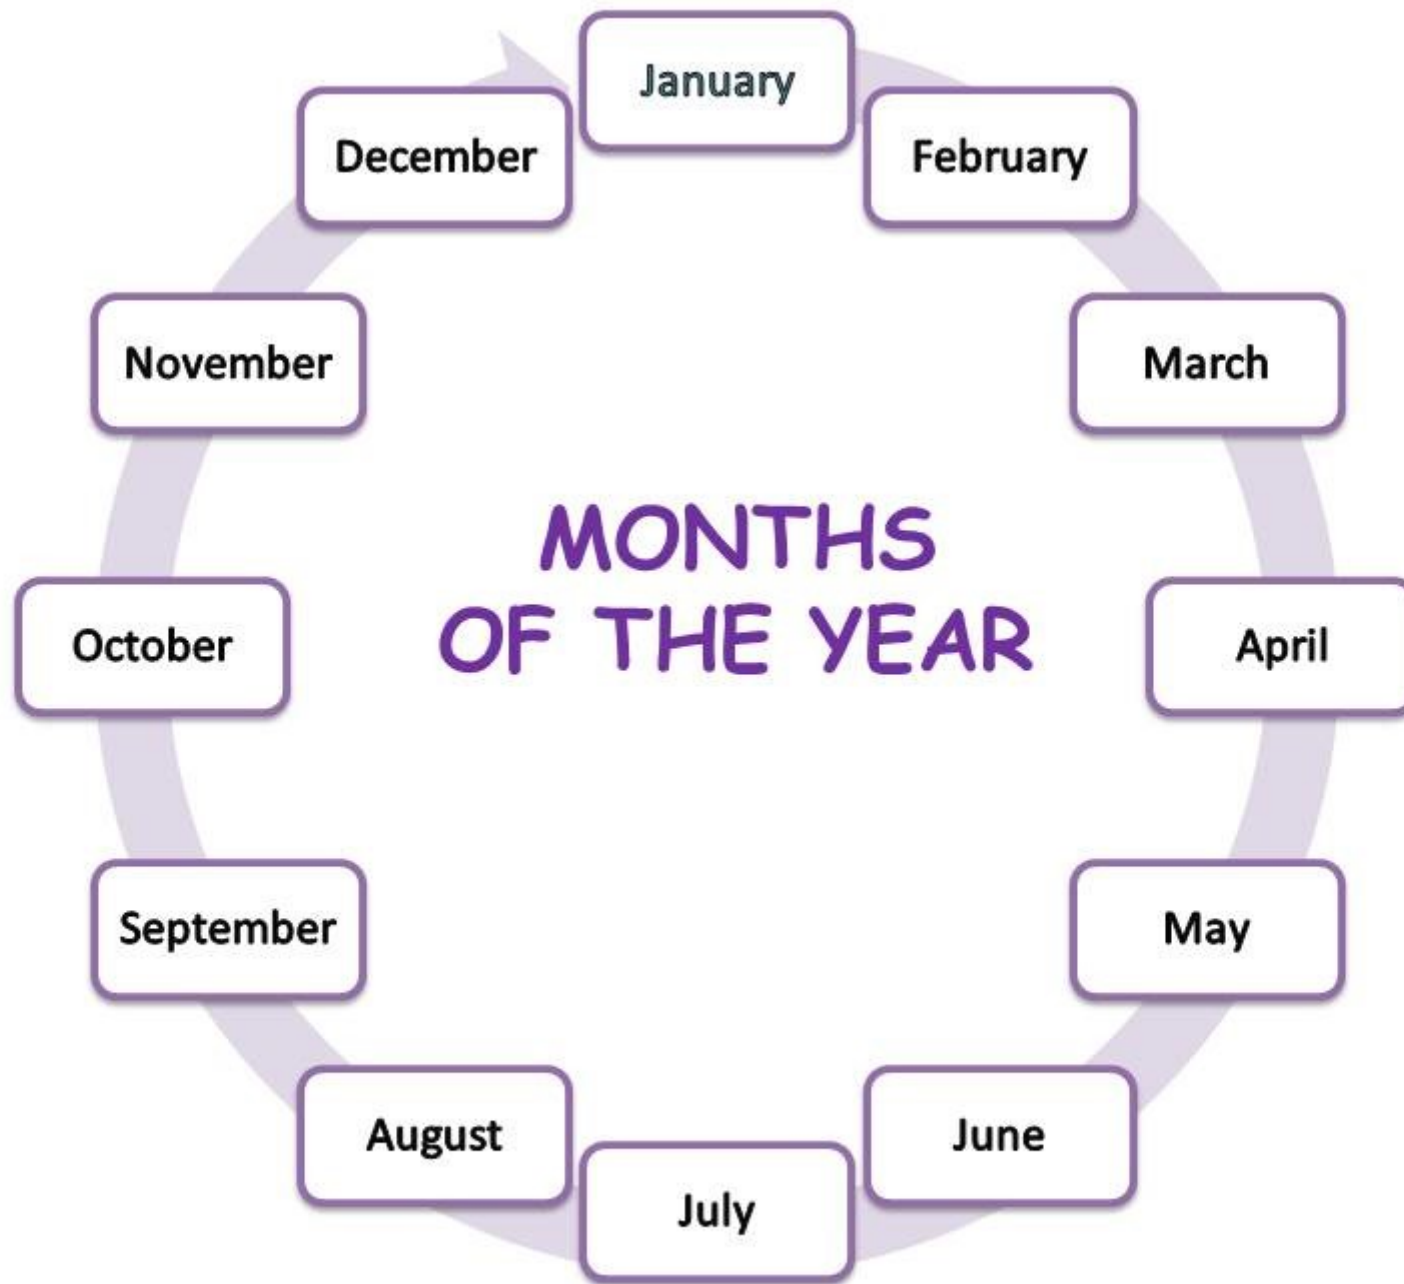 January
February
March
April
May
June
July
August
September
October
November
December
MONTHS
OF THE YEAR